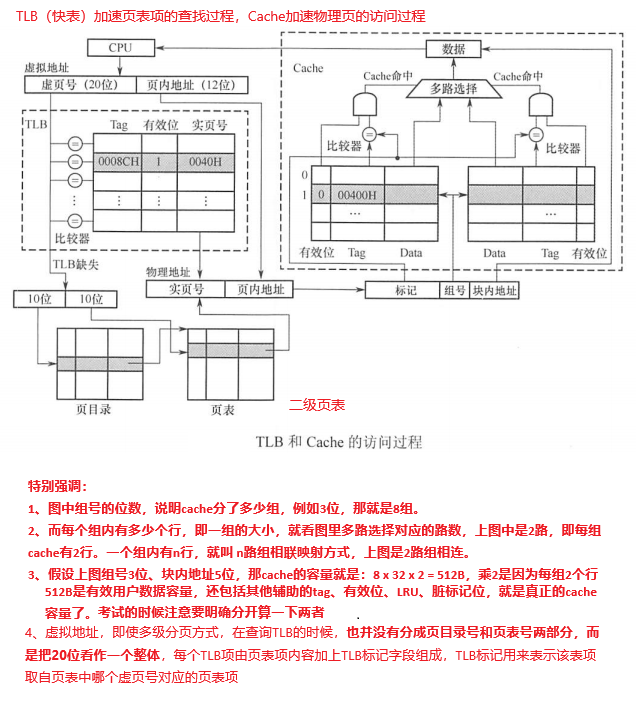 TLB（快表）加速页表项的查找过程，Cache加速物理页的访问过程
CPU
数据
虚拟地址
Cache
虚页号（20位） 页内地址（12位）
Cache命中 Cache命中
多路选择
TLB
Tag 有效位 实页号
= = = =
比较器 比较器
0008CH 1 0040H
0
1 0 00400H
⋮ ⋮ ⋮ ⋮
… …
比较器
有效位 Tag Data Data Tag 有效位
TLB缺失
物理地址
10位 10位
实页号 页内地址
标记 组号 块内地址
页目录 页表
二级页表
TLB 和 Cache 的访问过程
特别强调：
1、图中组号的位数，说明cache分了多少组，例如3位，那就是8组。
2、而每个组内有多少个行，即一组的大小，就看图里多路选择对应的路数，上图中是2路，即每组
cache有2行。一个组内有n行，就叫 n路组相联映射方式，上图是2路组相连。
3、假设上图组号3位、块内地址5位，那cache的容量就是：8 x 32 x 2 = 512B，乘2是因为每组2个行
512B是有效用户数据容量，还包括其他辅助的tag、有效位、LRU、脏标记位，就是真正的cache
容量了。考试的时候注意要明确分开算一下两者 .
4、虚拟地址，即使多级分页方式，在查询TLB的时候，也并没有分成页目录号和页表号两部分，而
是把20位看作一个整体，每个TLB项由页表项内容加上TLB标记字段组成，TLB标记用来表示该表项
取自页表中哪个虚页号对应的页表项